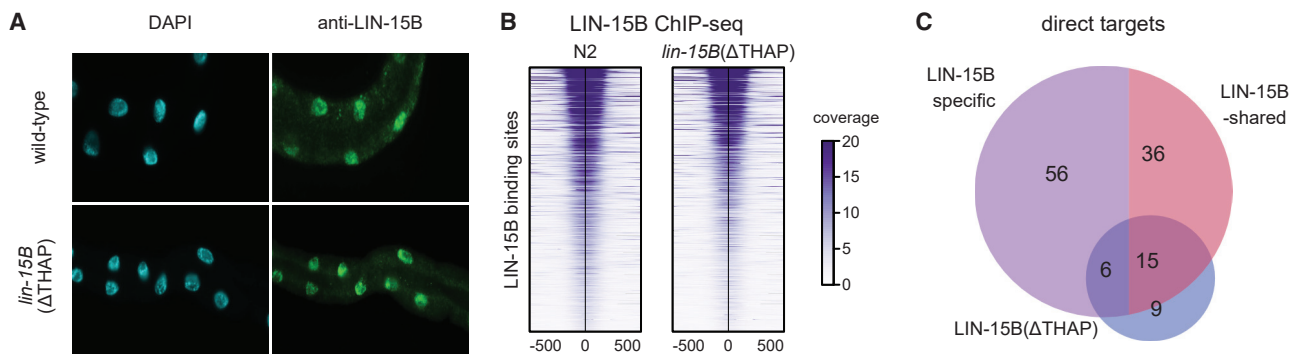 A
DAPI
anti-LIN-15B
wild-type
lin-15B
(ΔTHAP)
B
LIN-15B ChIP-seq
N2
lin-15B(ΔTHAP)
LIN-15B binding sites
-500
0
500
-500
0
500
coverage
20
15
10
5
0
C
direct targets
LIN-15B
specific
LIN-15B
-shared
56
36
6
15
9
LIN-15B(ΔTHAP)